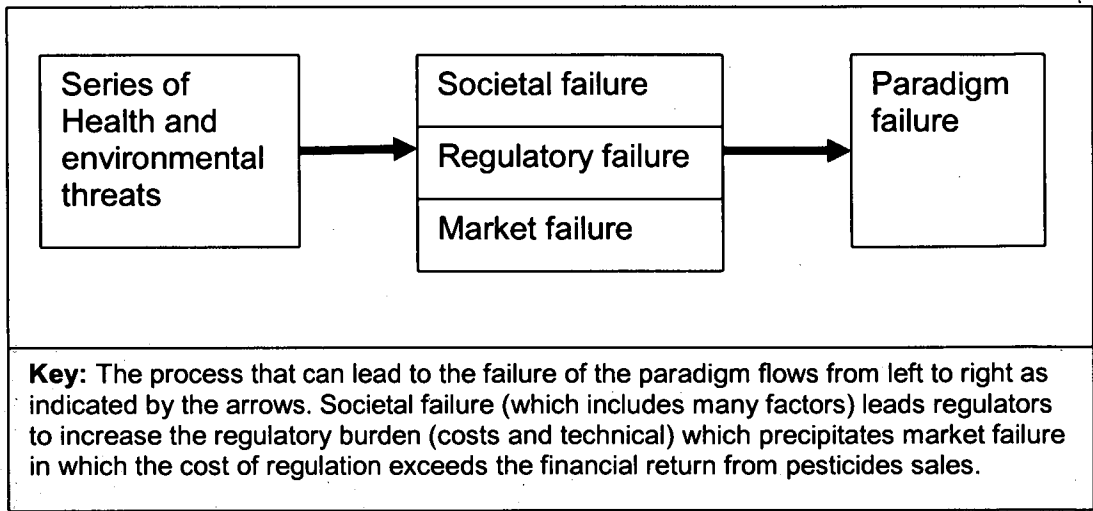 Series of
Health and
environmental
threats
Societal failure
Regulatory failure
Market failure
Paradigm
failure
Key: The process that can lead to the failure of the paradigm flows from left to right as
indicated by the arrows. Societal failure (which includes many factors) leads regulators
to increase the regulatory burden (costs and technical) which precipitates market failure
in which the cost of regulation exceeds the financial return from pesticides sales.